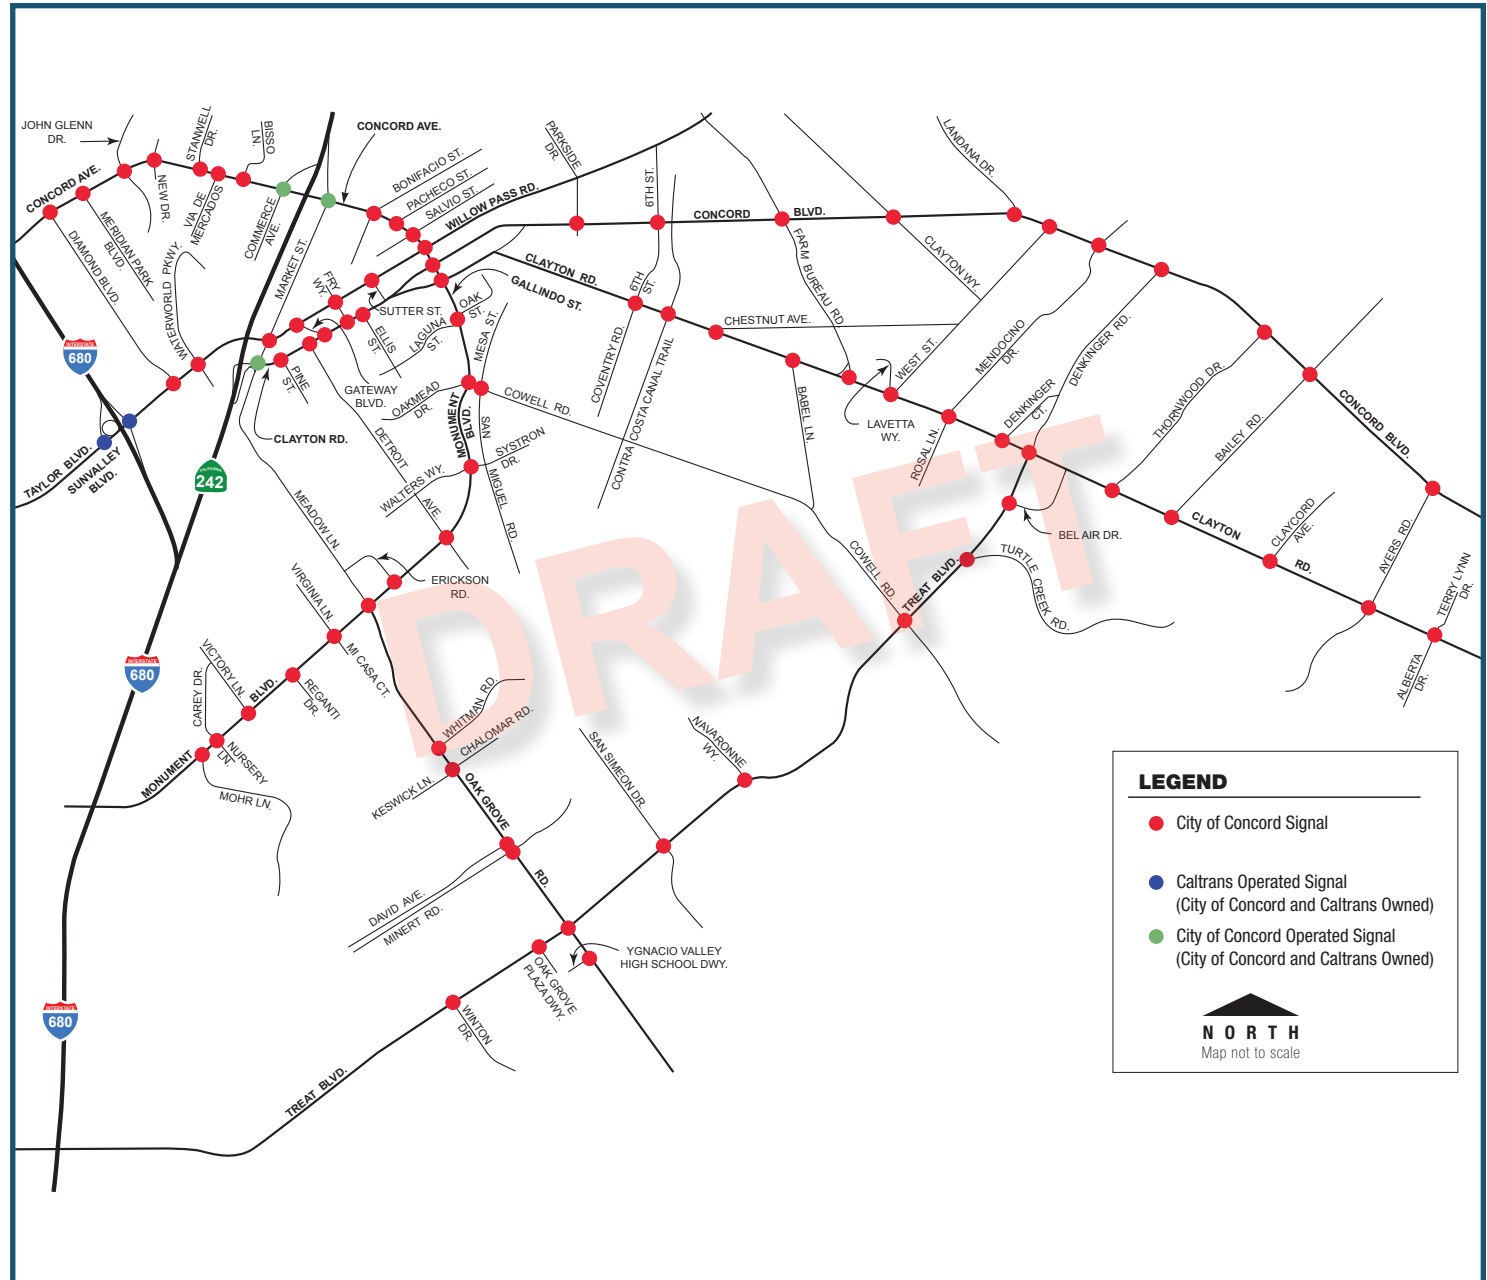 JOHN GLENN
DR.
STANWELL
DR.
BISSO
LN.
CONCORD AVE.
CONCORD AVE.
NEW DR.
VIA DE
MERCADOS
COMMERCE
AVE.
MERIDIAN PARK
BLVD.
DIAMOND BLVD.
WATERWORLD PKWY.
MARKET ST.
BONIFACIO ST.
PACHECO ST.
SALVIO ST.
WILLOW PASS RD.
PARKSIDE
DR.
6TH ST.
CONCORD
BLVD.
LANDANA DR.
FARM BUREAU RD.
CLAYTON WY.
CLAYTON RD.
GALLINDO ST.
6TH
ST.
FRY
WY.
SUTTER ST.
OAK
ST.
LAGUNA
ST.
ELLIS
ST.
MESA ST.
CHESTNUT AVE.
COVENTRY RD.
CONTRA COSTA CANAL TRAIL
WEST ST.
MENDOCINO
DR.
DENKINGER RD.
DENKINGER
CT.
THORNWOOD DR.
BAILEY RD.
CONCORD BLVD.
INTERSTATE
680
PINE
ST.
GATEWAY
BLVD.
OAKMEAD
DR.
MONUMENT
BLVD.
COWELL RD.
SAN
MIGUEL RD.
SYSTRON
DR.
BABEL LN.
LAVETTA
WY.
ROSAL LN.
CLAYTON RD.
DETROIT
AVE.
WALTERS WY.
TAYLOR BLVD.
SUNVALLEY
BLVD.
CALIFORNIA
242
MEADOW LN.
ERICKSON
RD.
VIRGINIA LN.
MI CASA CT.
COWELL RD.
TREAT BLVD.
BEL AIR DR.
TURTLE
CREEK RD.
CLAYTON
RD.
CLAYCORD
AVE.
AYERS RD.
TERRY LYNN
DR.
ALBERTA
DR.
DRAFT
INTERSTATE
680
CAREY DR.
VICTORY LN.
BLVD.
REGANTI
DR.
MONUMENT
NURSERY
LN.
MOHR LN.
WHITMAN RD.
CHALOMAR RD.
KESWICK LN.
OAK GROVE
RD.
SAN SIMEON DR.
NAVARONNE
WY.
DAVID AVE.
MINERT RD.
YGNACIO VALLEY
HIGH SCHOOL DWY.
OAK GROVE
PLAZA DWY.
WINTON
DR.
TREAT BLVD.
INTERSTATE
680
LEGEND
City of Concord Signal
Caltrans Operated Signal
(City of Concord and Caltrans Owned)
City of Concord Operated Signal
(City of Concord and Caltrans Owned)
NORTH
Map not to scale